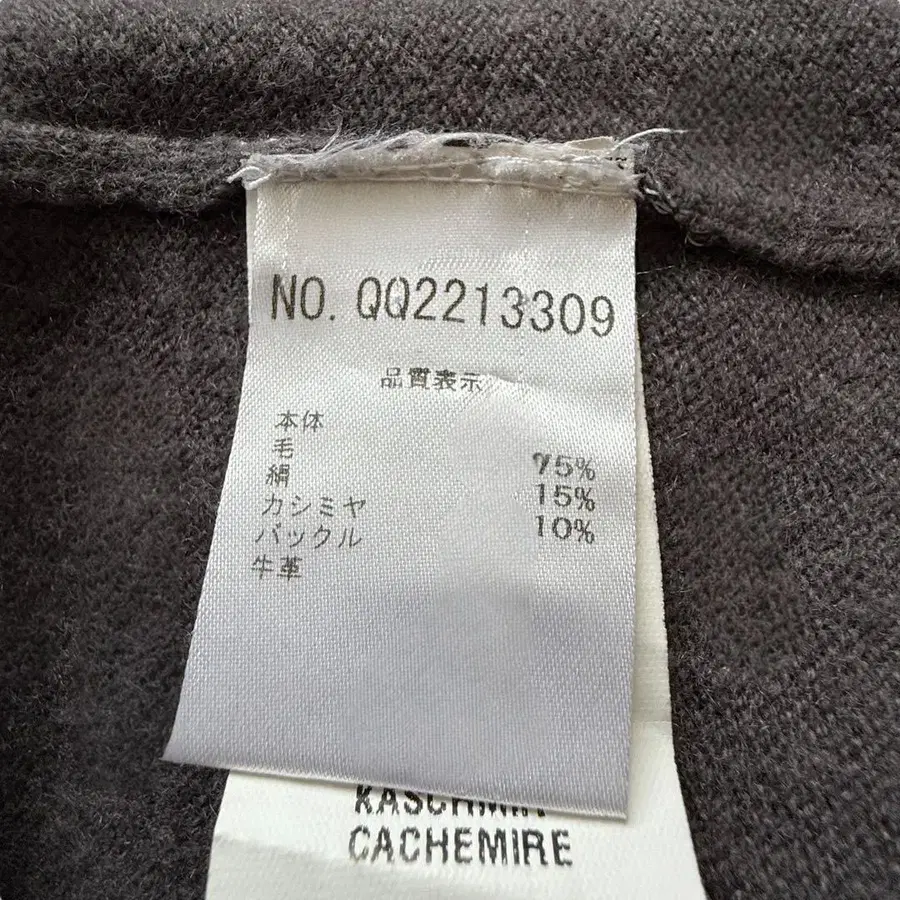 NO. QQ2213309
品質表示
本体
毛 75%
絹 15%
カシミヤ 10%
バックル
牛革
KASCHMIR
CACHEMIRE